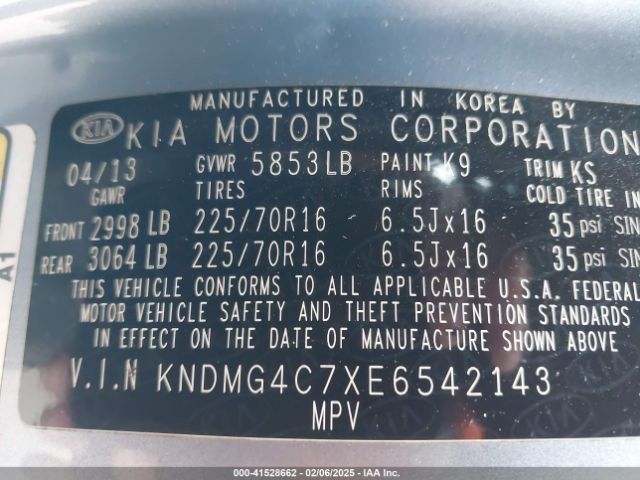 MANUFACTURED IN KOREA BY
KIA KIA MOTORS CORPORATION
04/13 GVWR 5853LB PAINT K9 TRIM KS
GAWR TIRES RIMS COLD TIRE IN
FRONT 2998 LB 225/70R16 6.5Jx16 35 psi SIN
REAR 3064 LB 225/70R16 6.5Jx16 35 psi SIN
THIS VEHICLE CONFORMS TO ALL APPLICABLE U.S.A. FEDERAL
MOTOR VEHICLE SAFETY AND THEFT PREVENTION STANDARDS
IN EFFECT ON THE DATE OF MANUFACTURE SHOWN ABOVE.
V.I.N KNDMG4C7XE6542143
MPV
A1
000-41528662 - 02/06/2025 - IAA Inc.